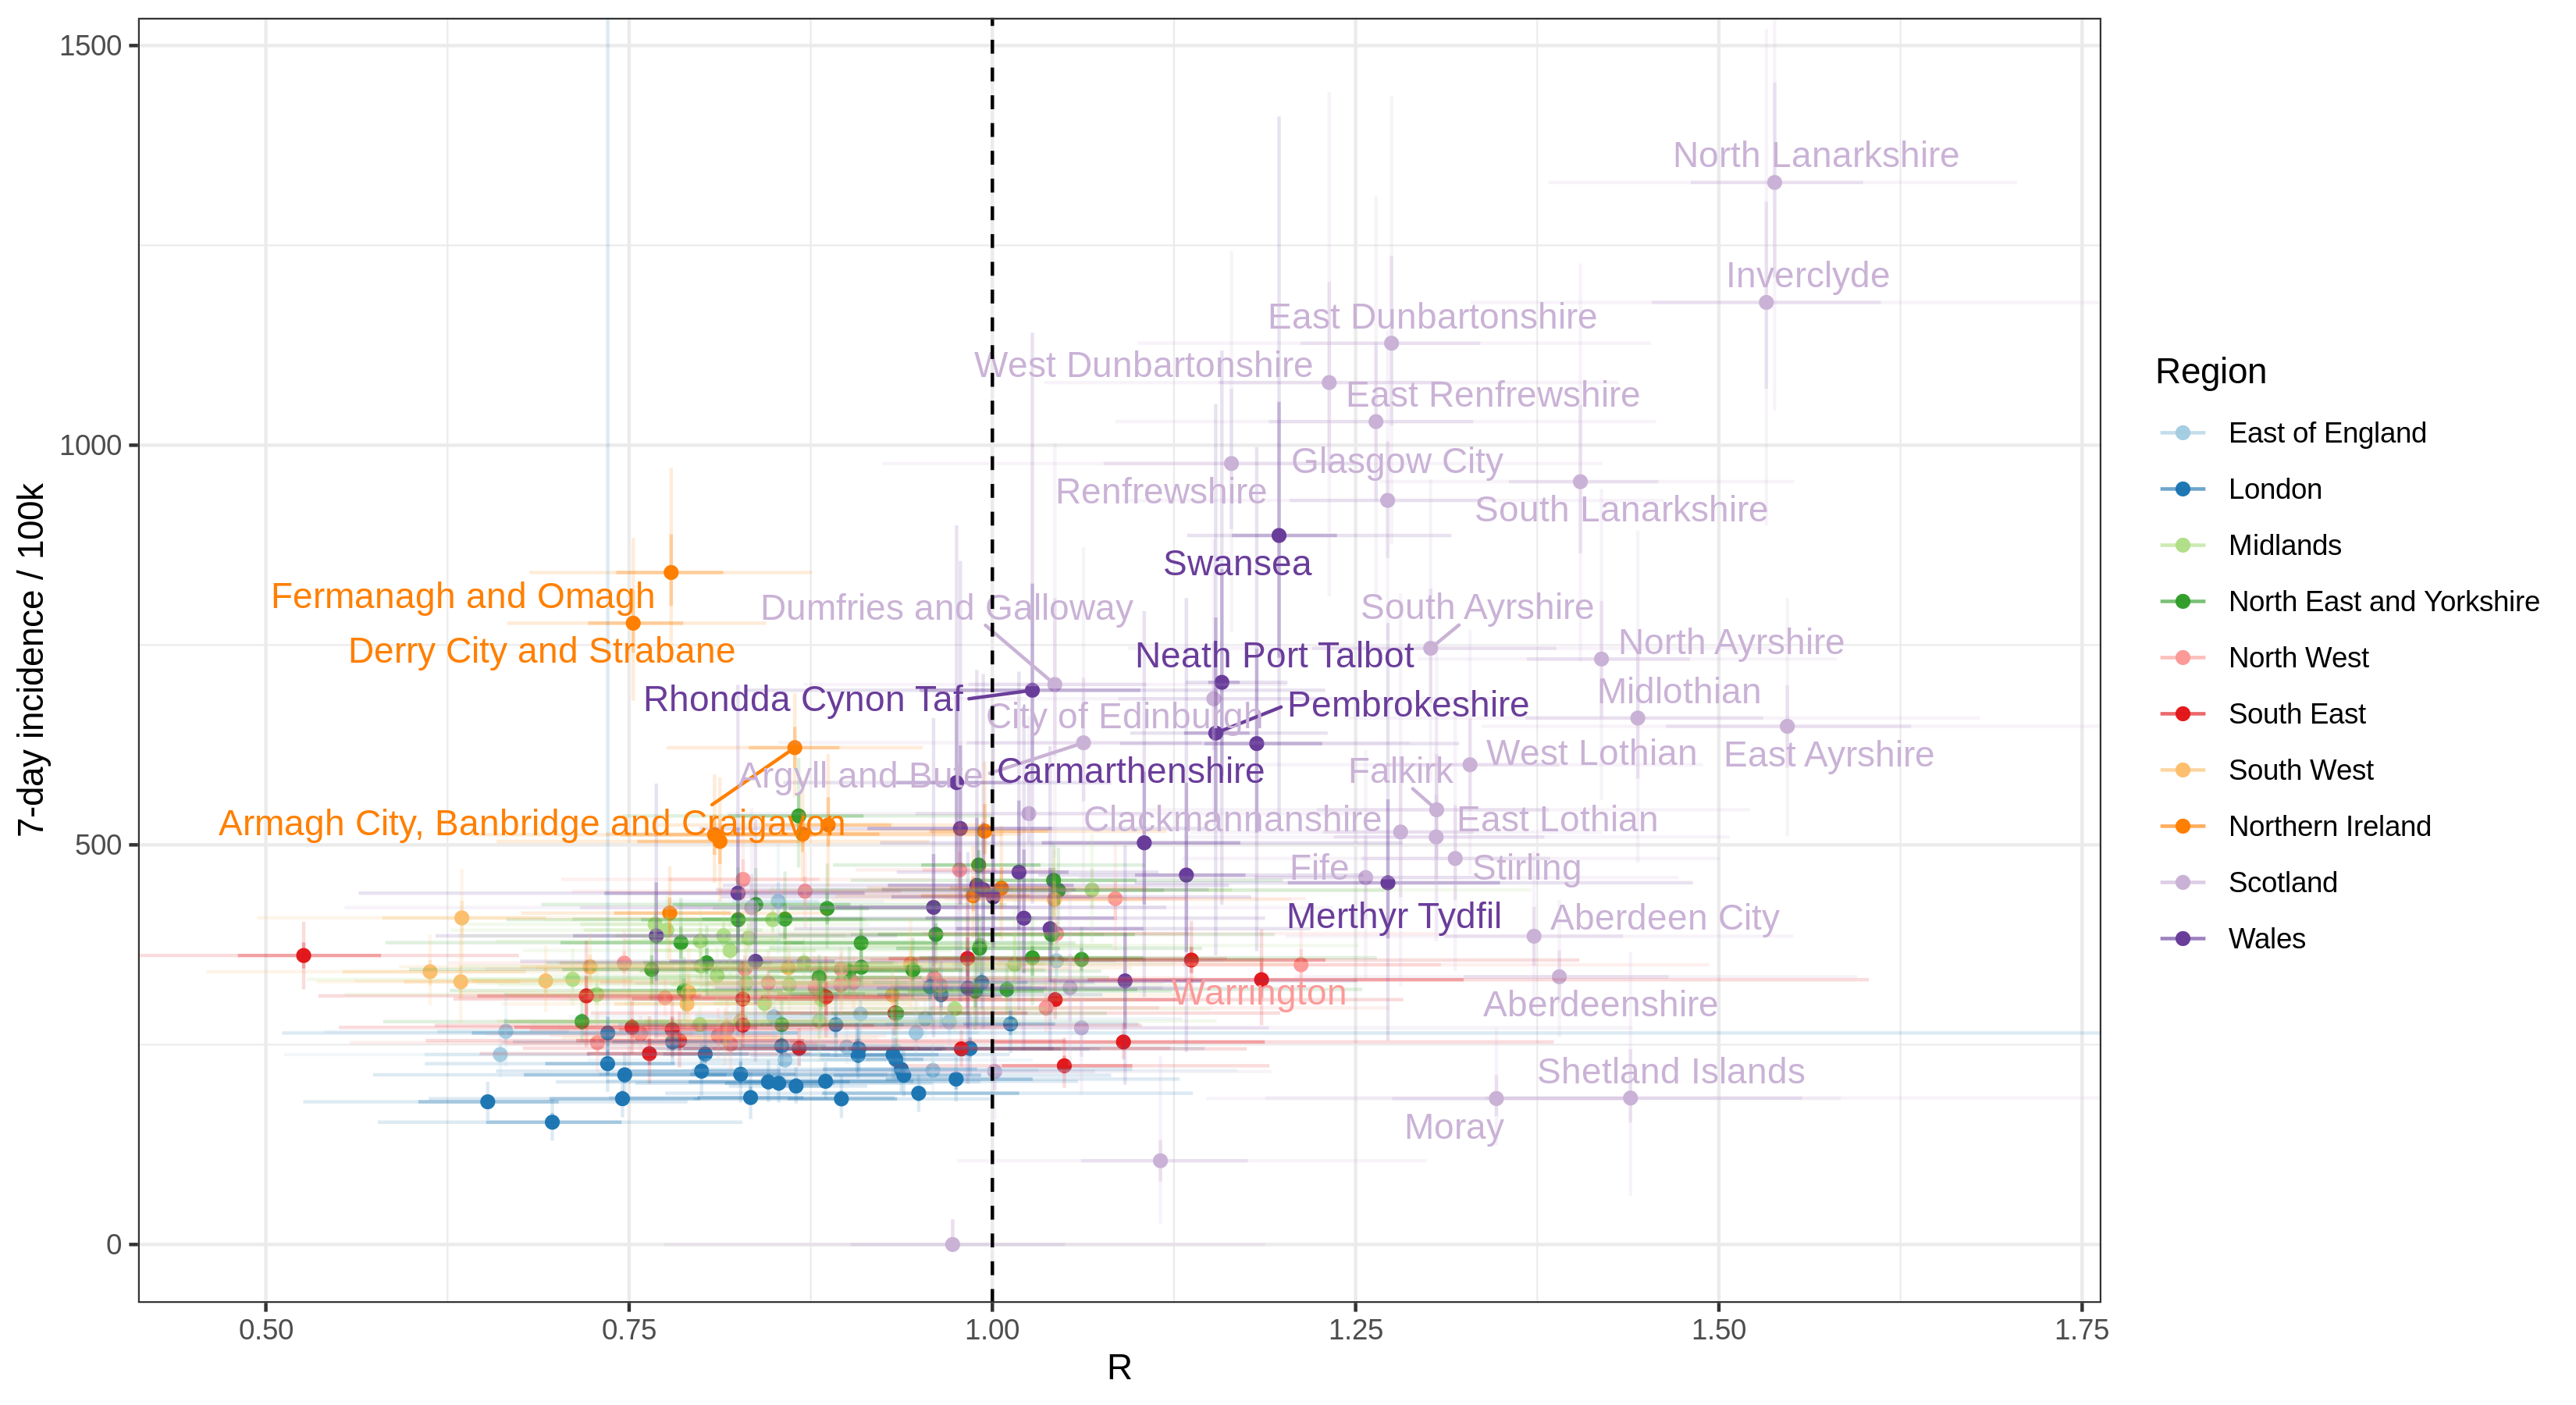 1500
1000
500
0
7-day incidence / 100k
North Lanarkshire
Inverclyde
East Dunbartonshire
West Dunbartonshire
East Renfrewshire
Glasgow City
Renfrewshire
South Lanarkshire
Swansea
Fermanagh and Omagh
Dumfries and Galloway
South Ayrshire
Derry City and Strabane
Neath Port Talbot
North Ayrshire
Rhondda Cynon Taf
Midlothian
City of Edinburgh
Pembrokeshire
West Lothian
East Ayrshire
Argyll and Bute
Carmarthenshire
Falkirk
Armagh City, Banbridge and Craigavon
Clackmannanshire
East Lothian
Fife
Stirling
Merthyr Tydfil
Aberdeen City
Warrington
Aberdeenshire
Shetland Islands
Moray
0.50
0.75
1.00
1.25
1.50
1.75
R
Region
East of England
London
Midlands
North East and Yorkshire
North West
South East
South West
Northern Ireland
Scotland
Wales